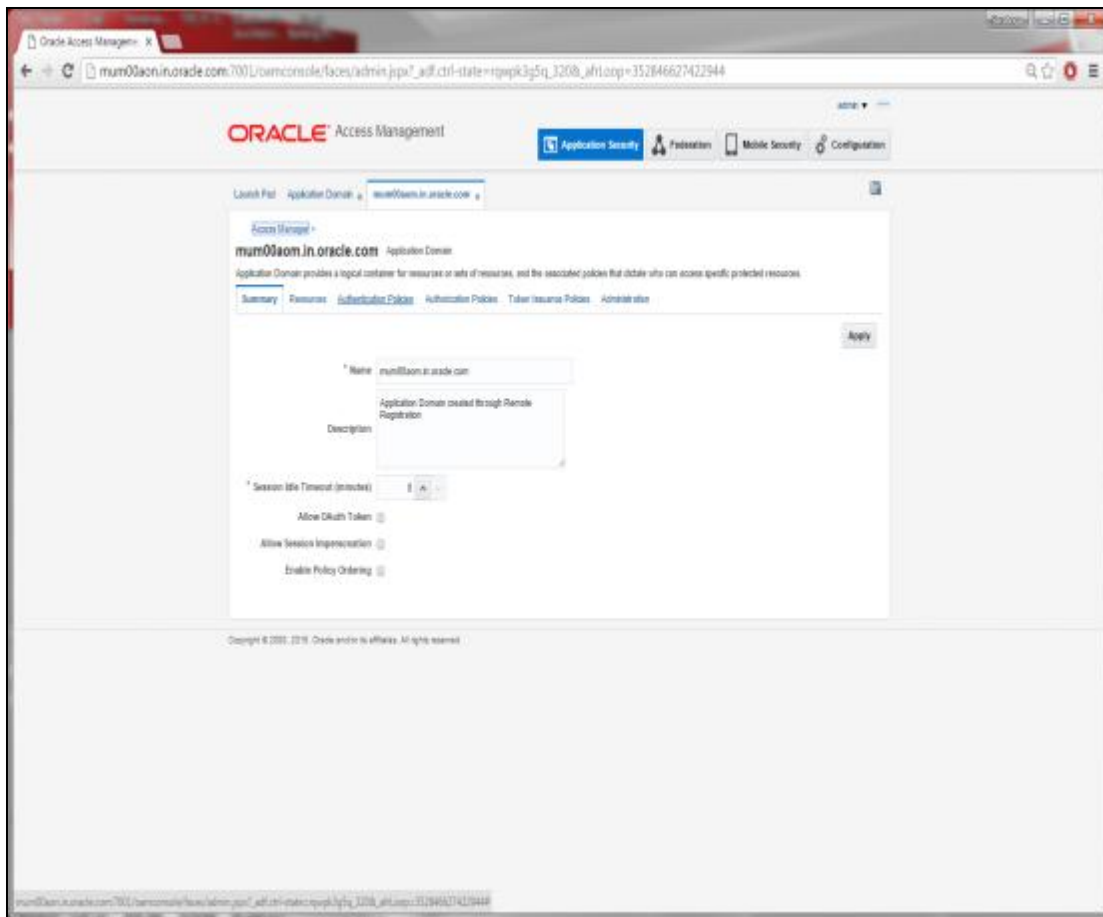 Oracle Access Manageme x
mum00aon.in.oracle.com:7001/oamconsole/faces/admin.jspx?_adf.ctrl-state=
admin
ORACLE Access Management
Application Security Federation Mobile Security Configuration
Launch Pad Application Domain mum00aom.in.oracle.com
Access Manager >
mum00aom.in.oracle.com Application Domain
Application Domain provides a logical container for resources or sets of resources, and the associated policies that dictate who can access specific protected resources.
Summary Resources Authentication Policies Authorization Policies Token Issuance Policies Administration
Apply
* Name mum00aom.in.oracle.com
Application Domain created through Remote
Registration
Description
* Session Idle Timeout (minutes)
Allow OAuth Token
Allow Session Impersonation
Enable Policy Ordering
Copyright © 2000, 2016, Oracle and/or its affiliates. All rights reserved.